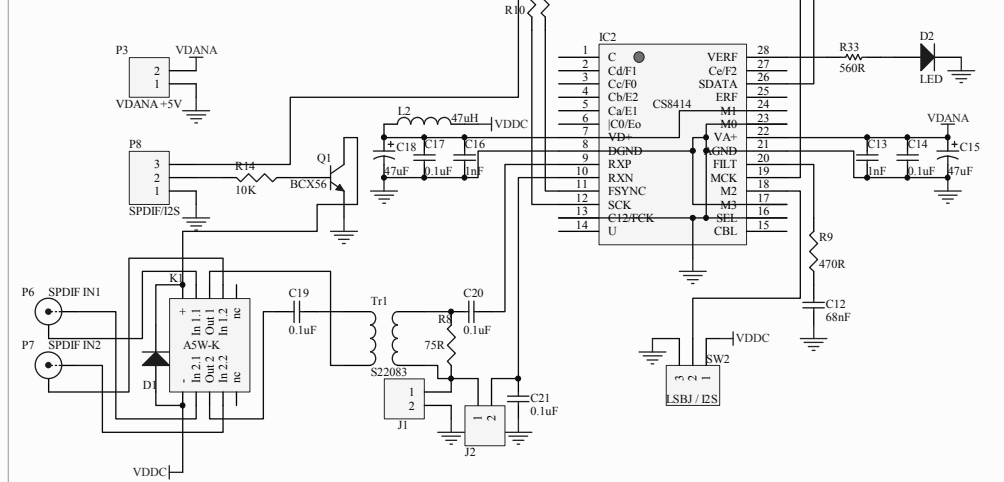 R10
IC2
P3
VDANA
2
1
VDANA +5V
1 C VERF 28
2 Cd/F1 Ce/F2 27
3 Cc/F0 SDATA 26
4 Cb/E2 ERF 25
5 Ca/E1 CS8414 M1 24
6 |C0/Eo M0 23
7 VD+ VA+ 22
8 DGND AGND 21
9 RXP FILT 20
10 RXN MCK 19
11 FSYNC M2 18
12 SCK M3 17
13 C12/FCK SEL 16
14 U CBL 15
R33
560R
D2
LED
L2
47uH
VDDC
C18
47uF
C17
0.1uF
C16
1nF
VDANA
C13
1nF
C14
0.1uF
C15
47uF
P8
3
2
1
SPDIF/I2S
R14
10K
Q1
BCX56
R9
470R
C12
68nF
P6 SPDIF IN1
P7 SPDIF IN2
K1
+ In 1.1 Out 1 In 1.2 nc
A5W-K
- In 2.1 Out 2 In 2.2 nc
D1
VDDC
C19
0.1uF
Tr1
S22083
R8
75R
C20
0.1uF
C21
0.1uF
1
2
J1
1 2
J2
VDDC
SW2
3 2 1
LSBJ / I2S